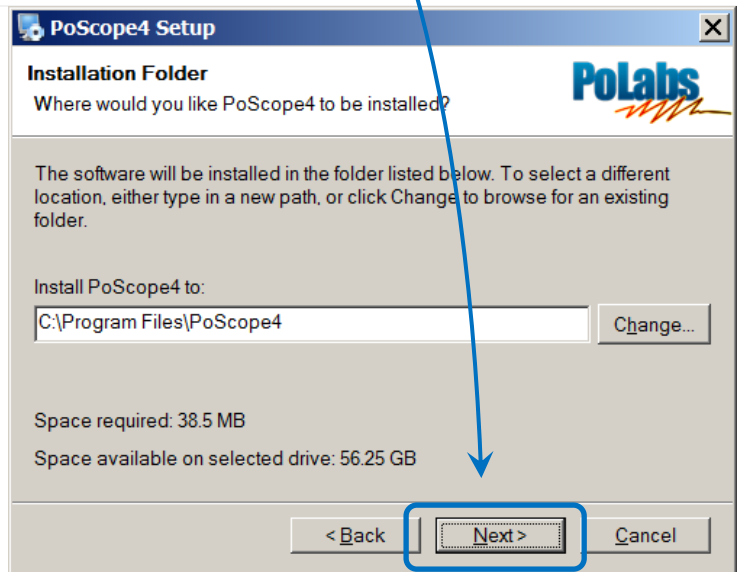 PoScope4 Setup
Installation Folder
Where would you like PoScope4 to be installed?
PoLabs
The software will be installed in the folder listed below. To select a different
location, either type in a new path, or click Change to browse for an existing
folder.
Install PoScope4 to:
C:\Program Files\PoScope4
Change...
Space required: 38.5 MB
Space available on selected drive: 56.25 GB
< Back
Next >
Cancel